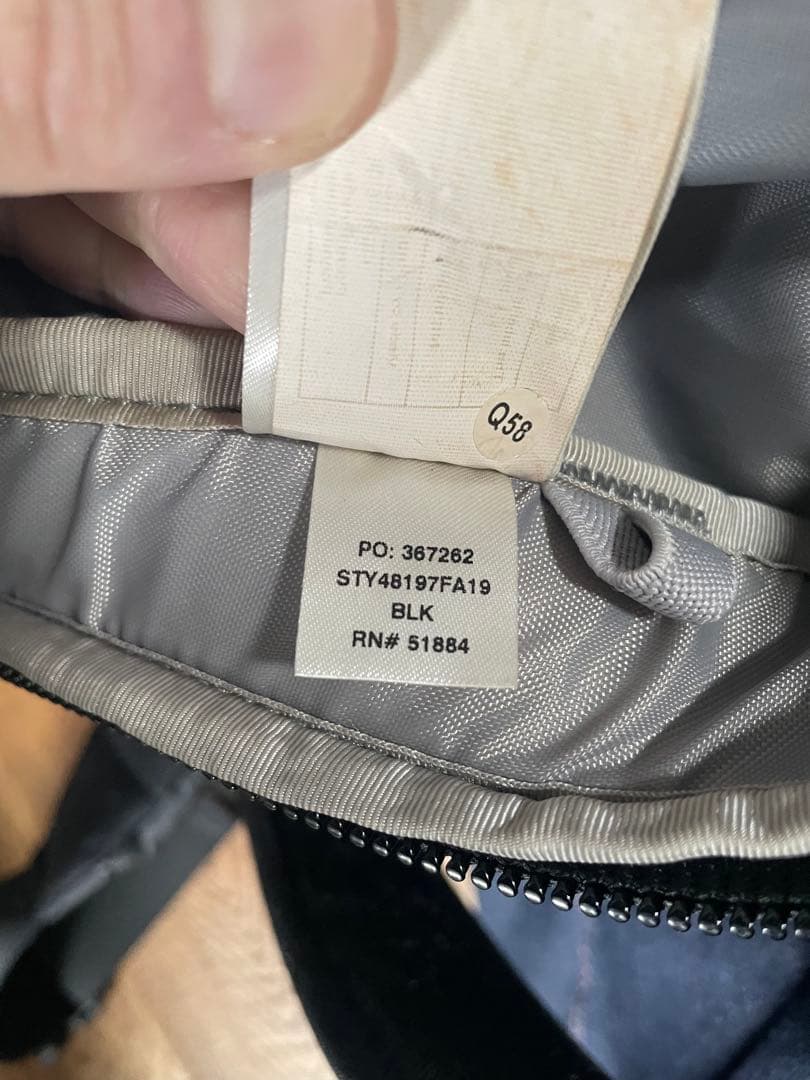 Q58
PO: 367262
STY48197FA19
BLK
RN# 51884